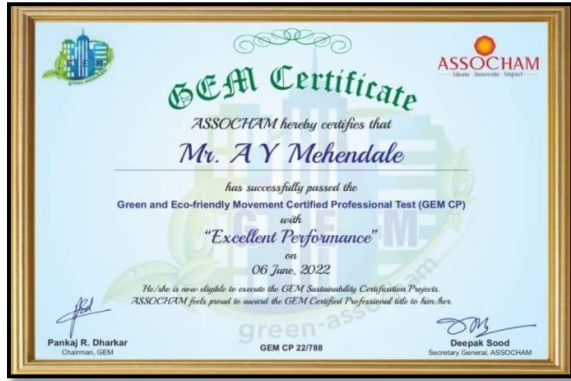 ASSOCHAM
Ideate Innovate Impact
GEM Certificate
ASSOCHAM hereby certifies that
Mr. A Y Mehendale
has successfully passed the
Green and Eco-friendly Movement Certified Professional Test (GEM CP)
with
"Excellent Performance"
on
06 June, 2022
He/she is now eligible to execute the GEM Sustainability Certification Projects.
ASSOCHAM feels proud to award the GEM Certified Professional title to him/her.
Pankaj R. Dharkar
Chairman, GEM
GEM CP 22/788
Deepak Sood
Secretary General, ASSOCHAM